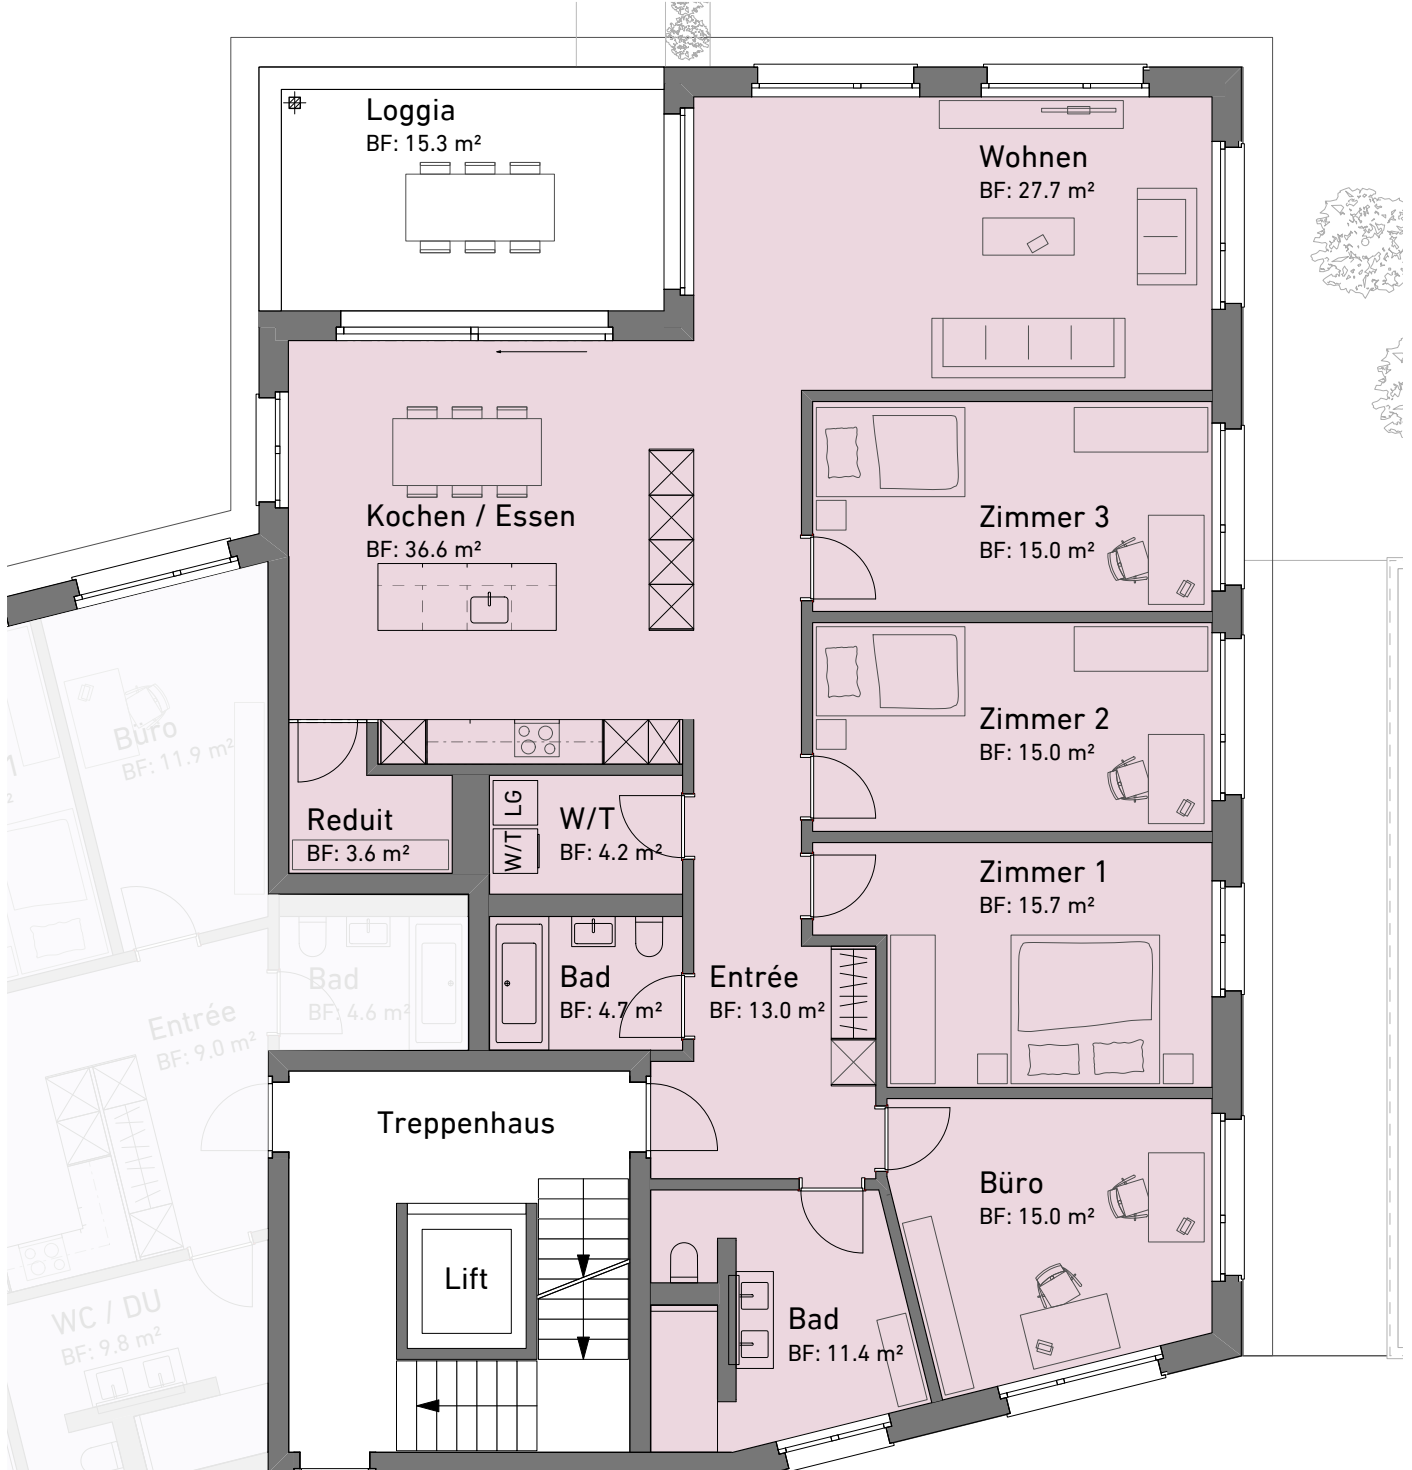 Loggia
BF: 15.3 m²
Wohnen
BF: 27.7 m²
Kochen / Essen
BF: 36.6 m²
Zimmer 3
BF: 15.0 m²
Zimmer 2
BF: 15.0 m²
Büro
BF: 11.9 m²
Reduit
BF: 3.6 m²
LG
W/T
W/T
BF: 4.2 m²
Zimmer 1
BF: 15.7 m²
Bad
BF: 4.6 m²
Bad
BF: 4.7 m²
Entrée
BF: 13.0 m²
Entrée
BF: 9.0 m²
Treppenhaus
Büro
BF: 15.0 m²
Lift
WC / DU
BF: 9.8 m²
Bad
BF: 11.4 m²